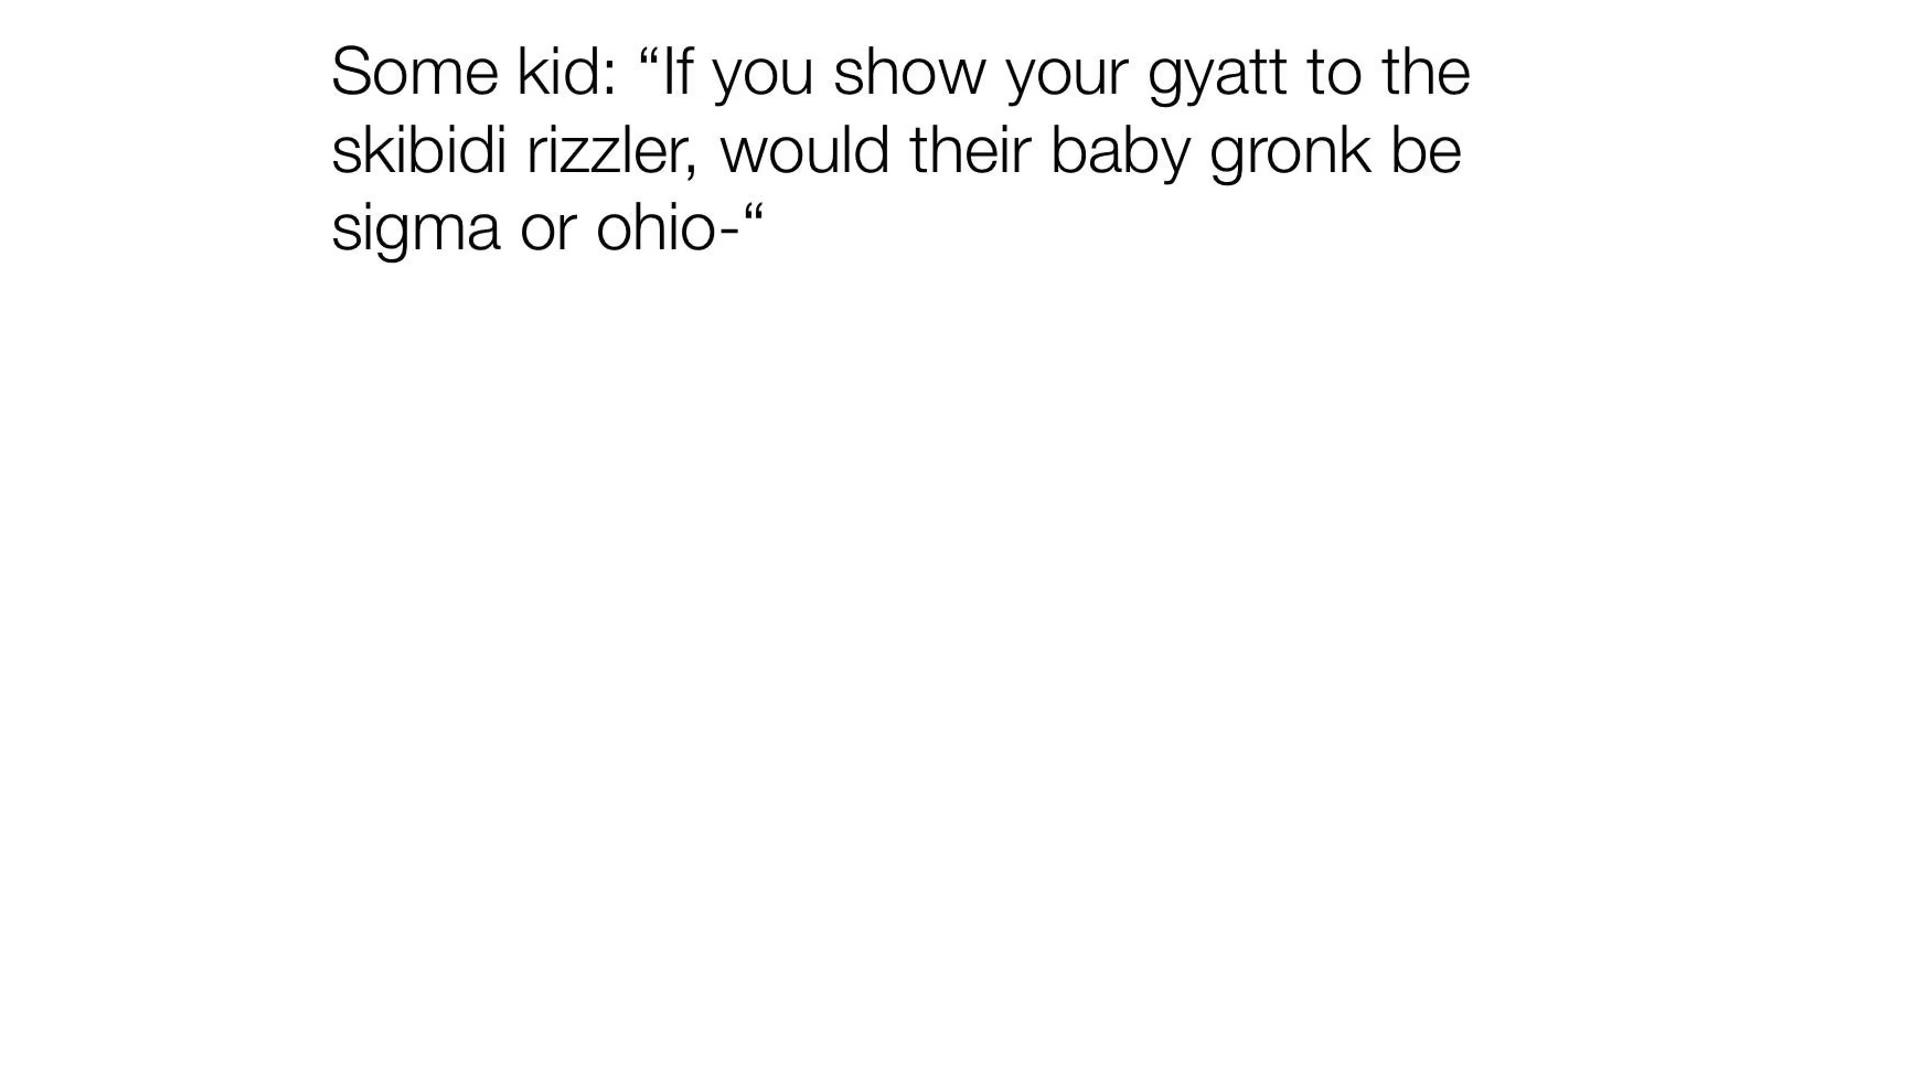 Some kid: “If you show your gyatt to the
skibidi rizzler, would their baby gronk be
sigma or ohio-“